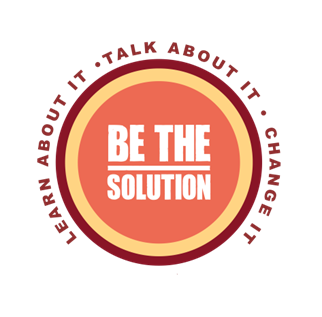 LEARN ABOUT IT •TALK ABOUT IT • CHANGE IT
BE THE
SOLUTION